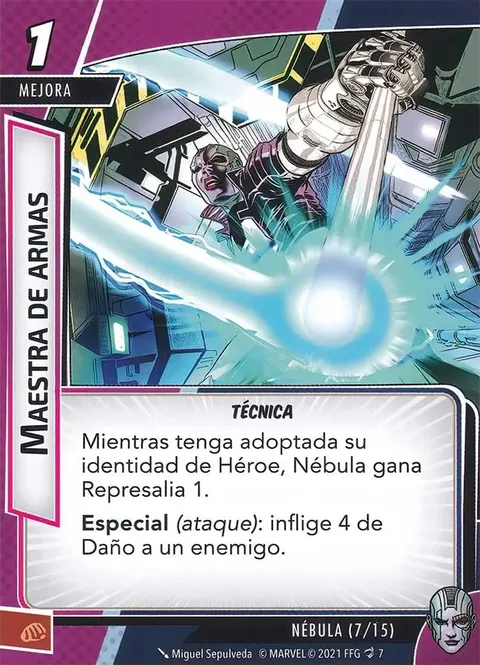 1
MEJORA
MAESTRA DE ARMAS
TÉCNICA
Mientras tenga adoptada su
identidad de Héroe, Nébula gana
Represalia 1.
Especial (ataque): inflige 4 de
Daño a un enemigo.
NÉBULA (7/15)
Miguel Sepulveda © MARVEL © 2021 FFG 7